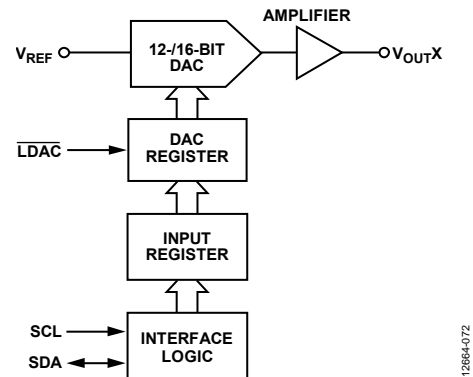 AMPLIFIER
VREF
12-/16-BIT
DAC
VOUTX
LDAC
DAC
REGISTER
INPUT
REGISTER
SCL
SDA
INTERFACE
LOGIC
12664-072